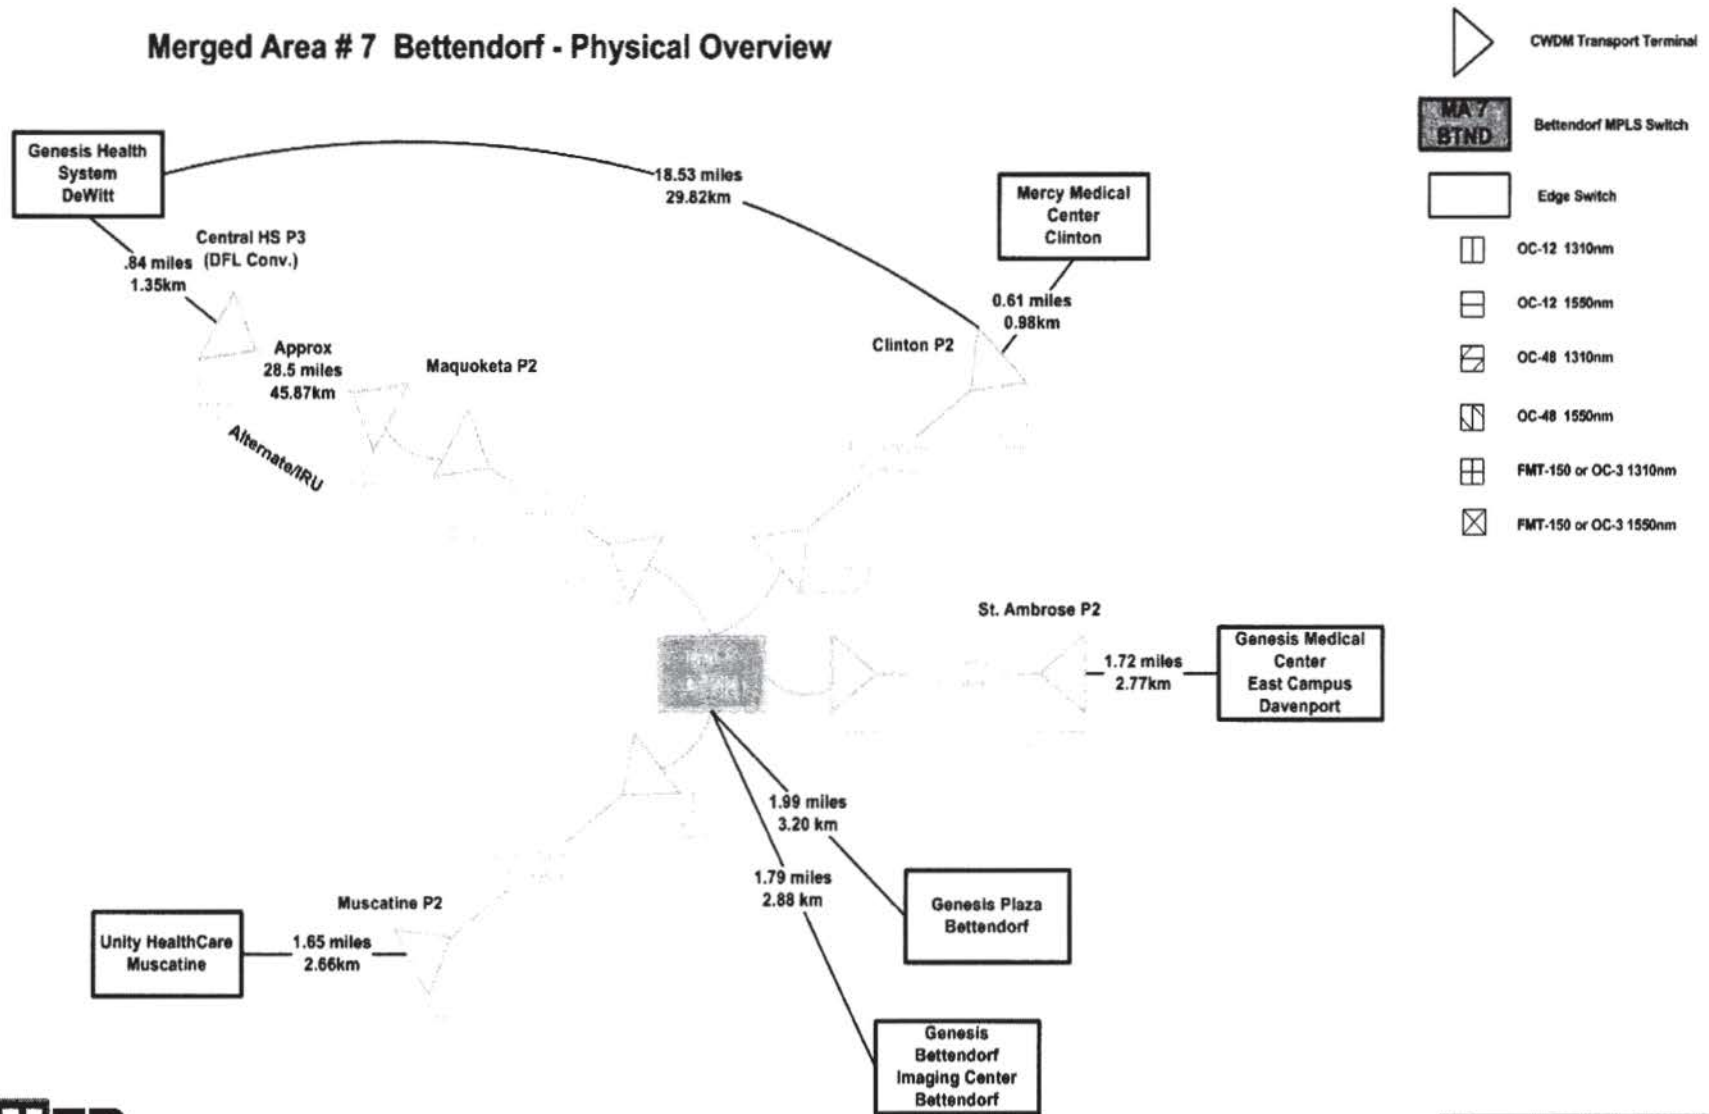 Merged Area # 7 Bettendorf - Physical Overview
CWDM Transport Terminal
MA 7
BTND
Bettendorf MPLS Switch
Edge Switch
OC-12 1310nm
OC-12 1550nm
OC-48 1310nm
OC-48 1550nm
FMT-150 or OC-3 1310nm
FMT-150 or OC-3 1550nm
Genesis Health
System
DeWitt
18.53 miles
29.82km
Mercy Medical
Center
Clinton
Central HS P3
(DFL Conv.)
.84 miles
1.35km
0.61 miles
0.98km
Clinton P2
Approx
28.5 miles
45.87km
Maquoketa P2
Alternate/IRU
St. Ambrose P2
1.72 miles
2.77km
Genesis Medical
Center
East Campus
Davenport
1.99 miles
3.20 km
1.79 miles
2.88 km
Genesis Plaza
Bettendorf
Muscatine P2
Unity HealthCare
Muscatine
1.65 miles
2.66km
Genesis
Bettendorf
Imaging Center
Bettendorf